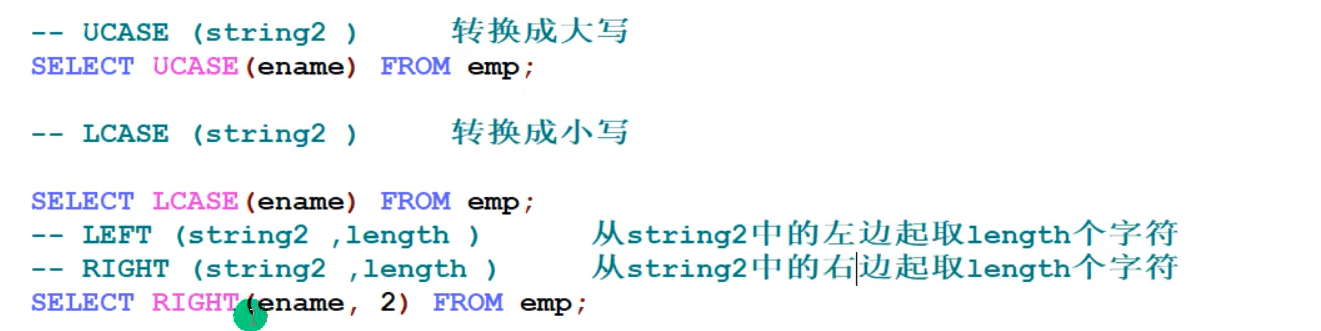 -- UCASE (string2 ) 转换成大写
SELECT UCASE(ename) FROM emp;
-- LCASE (string2 ) 转换成小写
SELECT LCASE(ename) FROM emp;
-- LEFT (string2 ,length ) 从string2中的左边起取length个字符
-- RIGHT (string2 ,length ) 从string2中的右边起取length个字符
SELECT RIGHT(ename, 2) FROM emp;